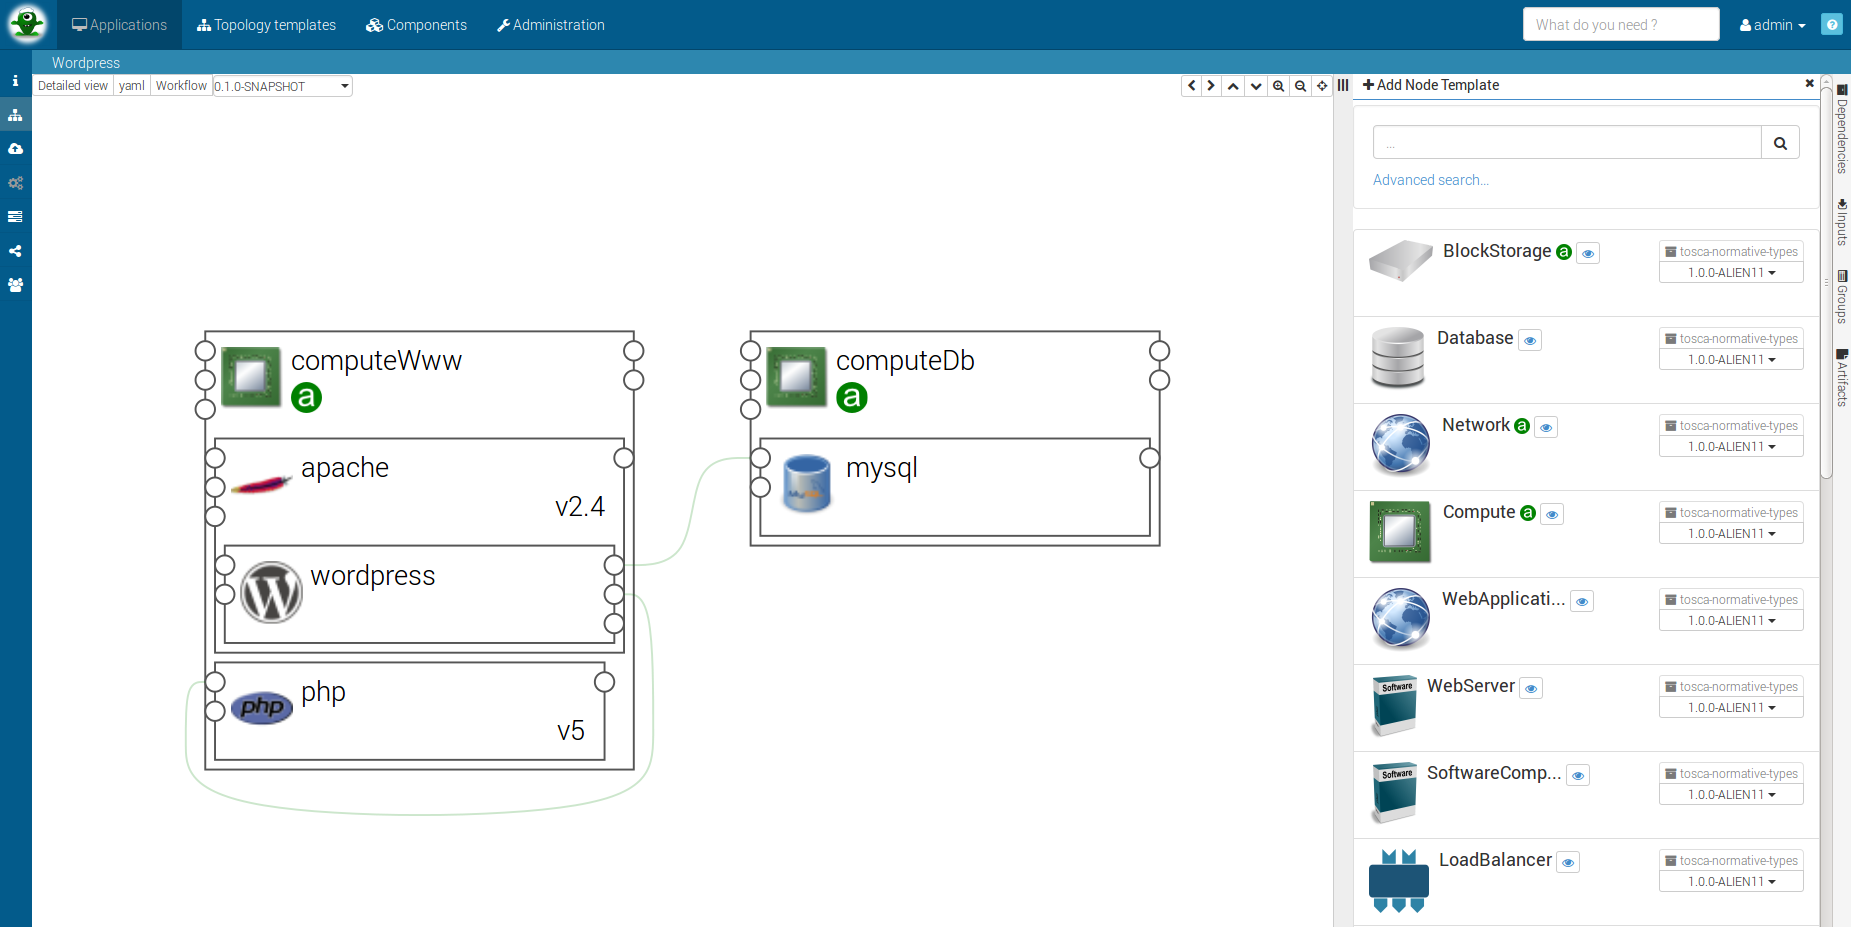 Applications
Topology templates
Components
Administration
What do you need ?
admin
Wordpress
Detailed view
yaml
Workflow
0.1.0-SNAPSHOT
Add Node Template
...
Advanced search...
computeWww
a
apache
v2.4
W
wordpress
php
php
v5
computeDb
a
MySQL
mysql
BlockStorage a
tosca-normative-types
1.0.0-ALIEN11
Database
tosca-normative-types
1.0.0-ALIEN11
Network a
tosca-normative-types
1.0.0-ALIEN11
Compute a
tosca-normative-types
1.0.0-ALIEN11
WebApplicati...
tosca-normative-types
1.0.0-ALIEN11
Software
WebServer
tosca-normative-types
1.0.0-ALIEN11
Software
SoftwareComp...
tosca-normative-types
1.0.0-ALIEN11
LoadBalancer
tosca-normative-types
1.0.0-ALIEN11
Dependencies
Inputs
Groups
Artifacts